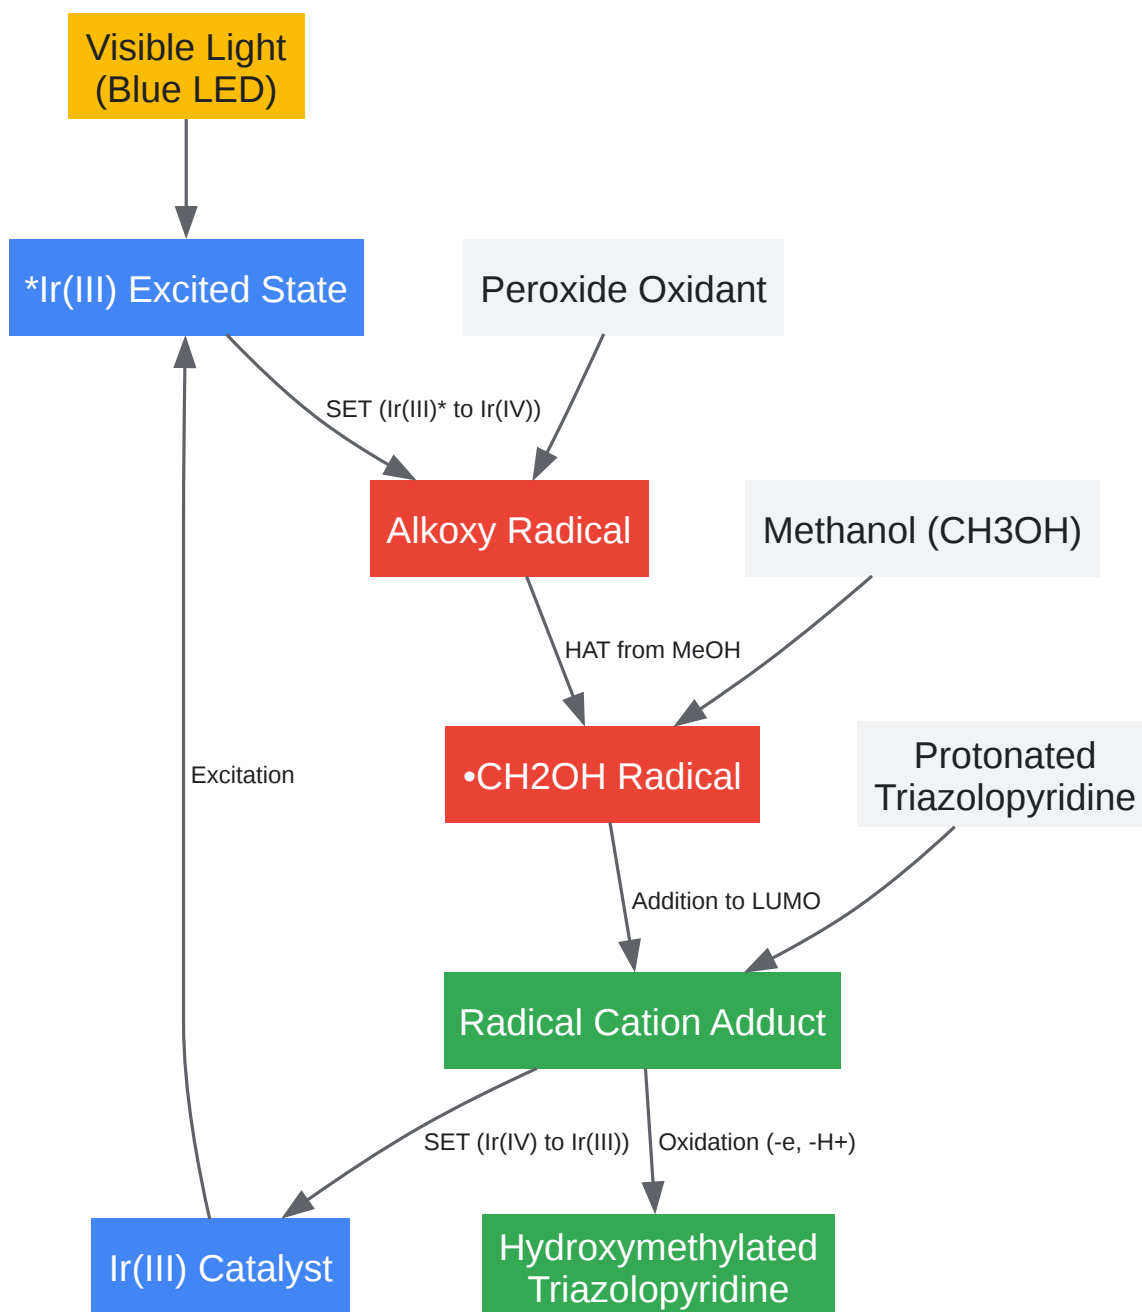 Visible Light
(Blue LED)
*Ir(III) Excited State
Peroxide Oxidant
SET (Ir(III)* to Ir(IV))
Alkoxy Radical
Methanol (CH3OH)
HAT from MeOH
Excitation
•CH2OH Radical
Protonated
Triazolopyridine
Addition to LUMO
Radical Cation Adduct
SET (Ir(IV) to Ir(III))
Oxidation (-e, -H+)
Ir(III) Catalyst
Hydroxymethylated
Triazolopyridine